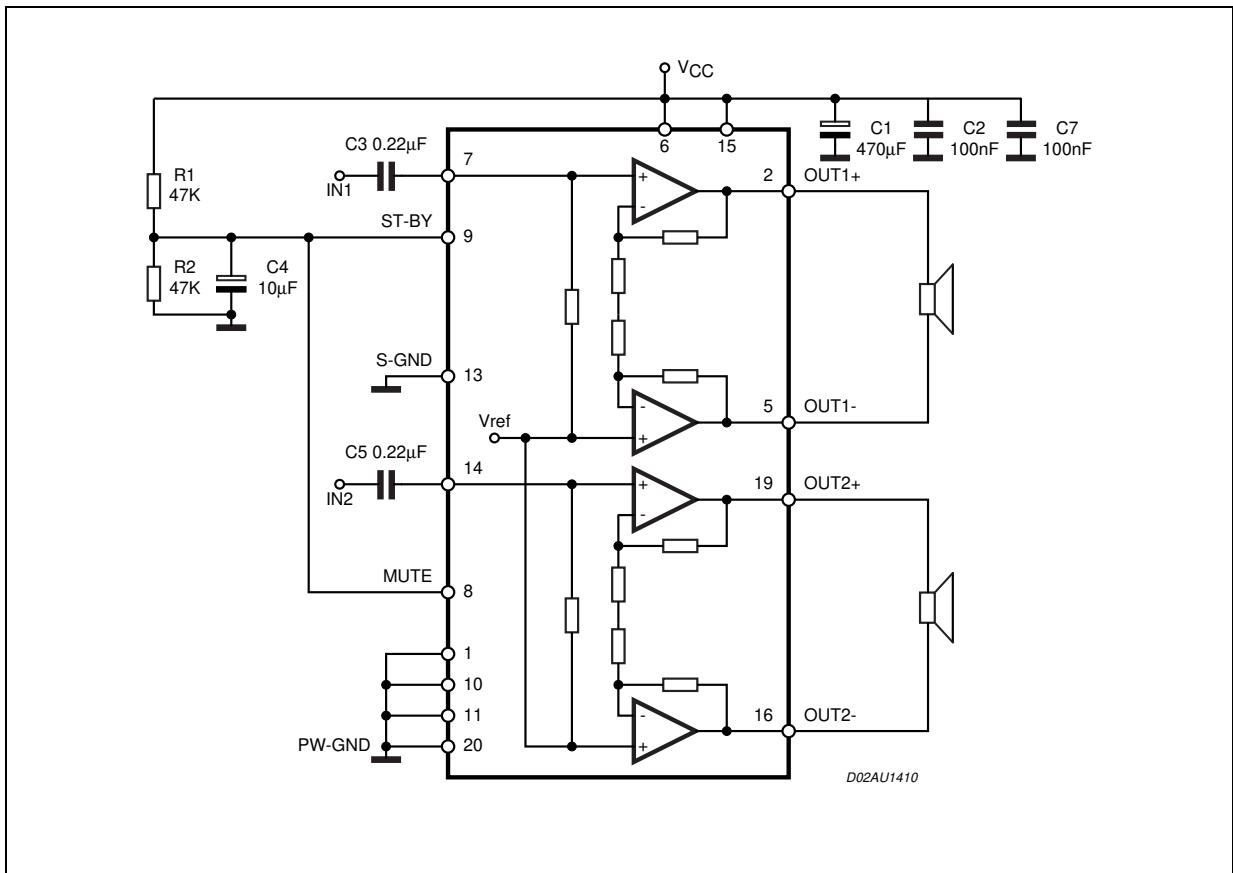 VCC
C3 0.22µF
7
6
15
C1
470µF
C2
100nF
C7
100nF
IN1
2
OUT1+
R1
47K
+
-
ST-BY
9
R2
47K
C4
10µF
S-GND
13
-
+
5
OUT1-
Vref
C5 0.22µF
14
IN2
+
-
19
OUT2+
MUTE
8
1
10
11
PW-GND
20
-
+
16
OUT2-
D02AU1410